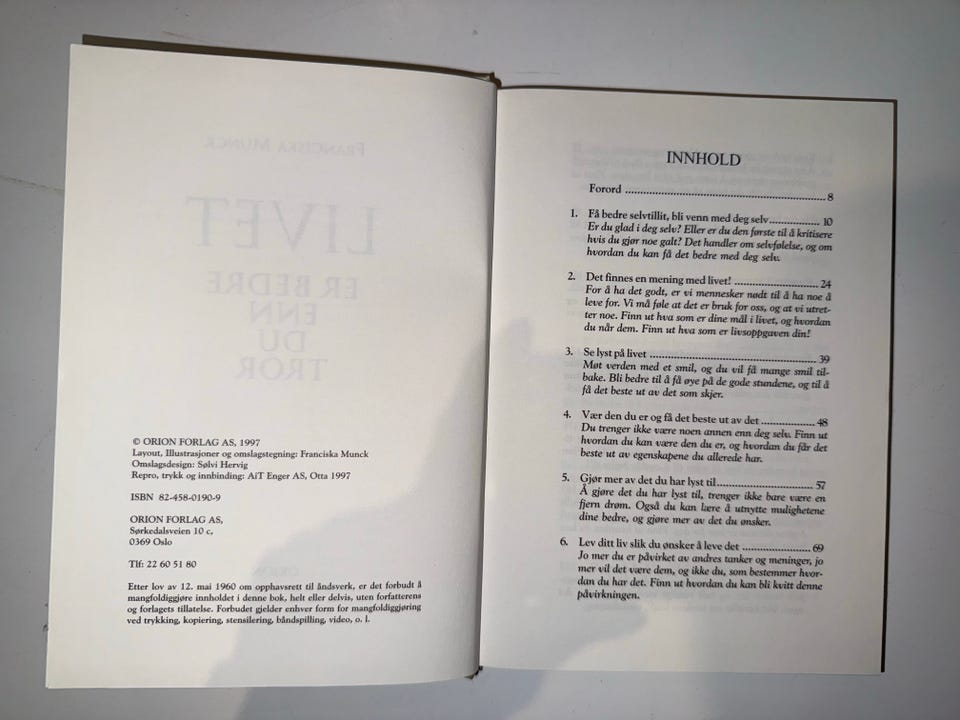 FRANCISKA MUNCK
LIVET
ER BEDRE
ENN
DU
TROR
© ORION FORLAG AS, 1997
Layout, Illustrasjoner og omslagstegning: Franciska Munck
Omslagsdesign: Sølvi Hervig
Repro, trykk og innbinding: AiT Enger AS, Otta 1997
ISBN 82-458-0190-9
ORION FORLAG AS,
Sørkedalsveien 10 c,
0369 Oslo
Tlf: 22 60 51 80
Etter lov av 12. mai 1960 om opphavsrett til åndsverk, er det forbudt å
mangfoldiggjøre innholdet i denne bok, helt eller delvis, uten forfatterens
og forlagets tillatelse. Forbudet gjelder enhver form for mangfoldiggjøring
ved trykking, kopiering, stensilering, båndspilling, video, o. l.
INNHOLD
Forord ........ 8
1. Få bedre selvtillit, bli venn med deg selv ........ 10
Er du glad i deg selv? Eller er du den første til å kritisere
hvis du gjør noe galt? Det handler om selvfølelse, og om
hvordan du kan få det bedre med deg selv.
2. Det finnes en mening med livet! ........ 24
For å ha det godt, er vi mennesker nødt til å ha noe å
leve for. Vi må føle at det er bruk for oss, og at vi utret-
ter noe. Finn ut hva som er dine mål i livet, og hvordan
du når dem. Finn ut hva som er livsoppgaven din!
3. Se lyst på livet ........ 39
Møt verden med et smil, og du vil få mange smil til-
bake. Bli bedre til å få øye på de gode stundene, og til å
få det beste ut av det som skjer.
4. Vær den du er og få det beste ut av det ........ 48
Du trenger ikke være noen annen enn deg selv. Finn ut
hvordan du kan være den du er, og hvordan du får det
beste ut av egenskapene du allerede har.
5. Gjør mer av det du har lyst til ........ 57
Å gjøre det du har lyst til, trenger ikke bare være en
fjern drøm. Også du kan lære å utnytte mulighetene
dine bedre, og gjøre mer av det du ønsker.
6. Lev ditt liv slik du ønsker å leve det ........ 69
Jo mer du er påvirket av andres tanker og meninger, jo
mer vil det være dem, og ikke du, som bestemmer hvor-
dan du har det. Finn ut hvordan du kan bli kvitt denne
påvirkningen.